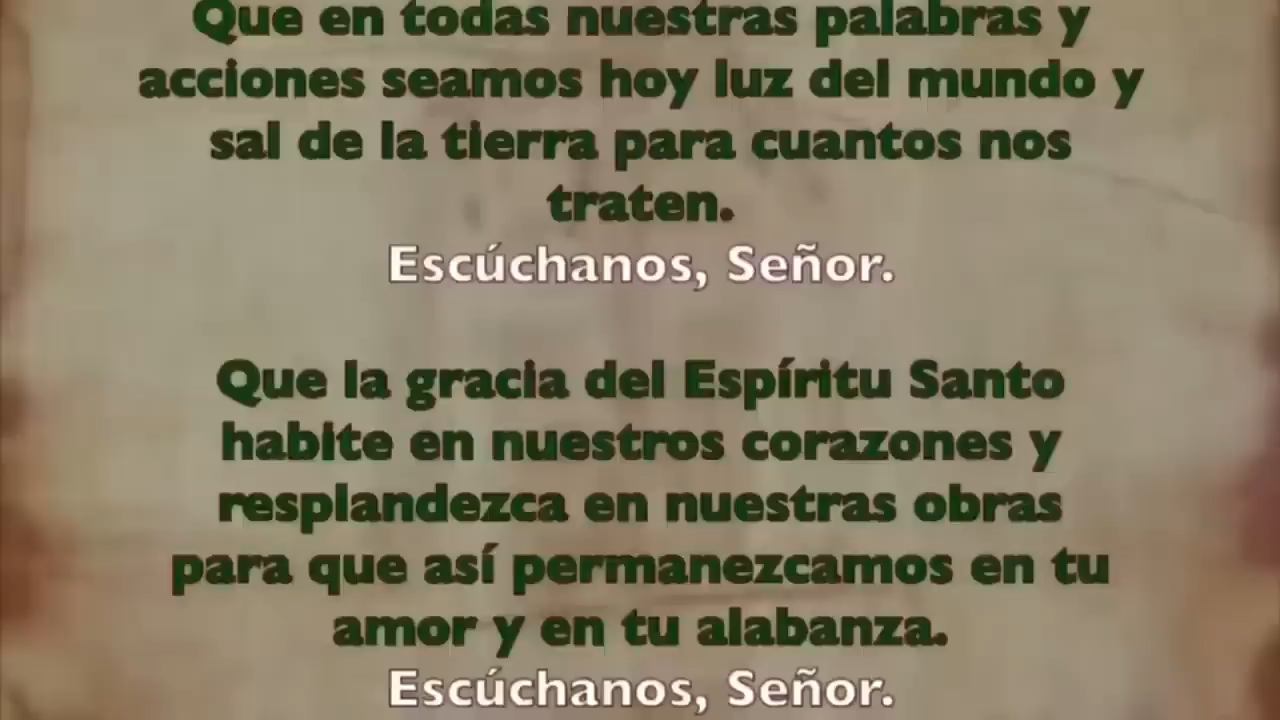 Que en todas nuestras palabras y
acciones seamos hoy luz del mundo y
sal de la tierra para cuantos nos
traten.
Escúchanos, Señor.
Que la gracia del Espíritu Santo
habite en nuestros corazones y
resplandezca en nuestras obras
para que así permanezcamos en tu
amor y en tu alabanza.
Escúchanos, Señor.